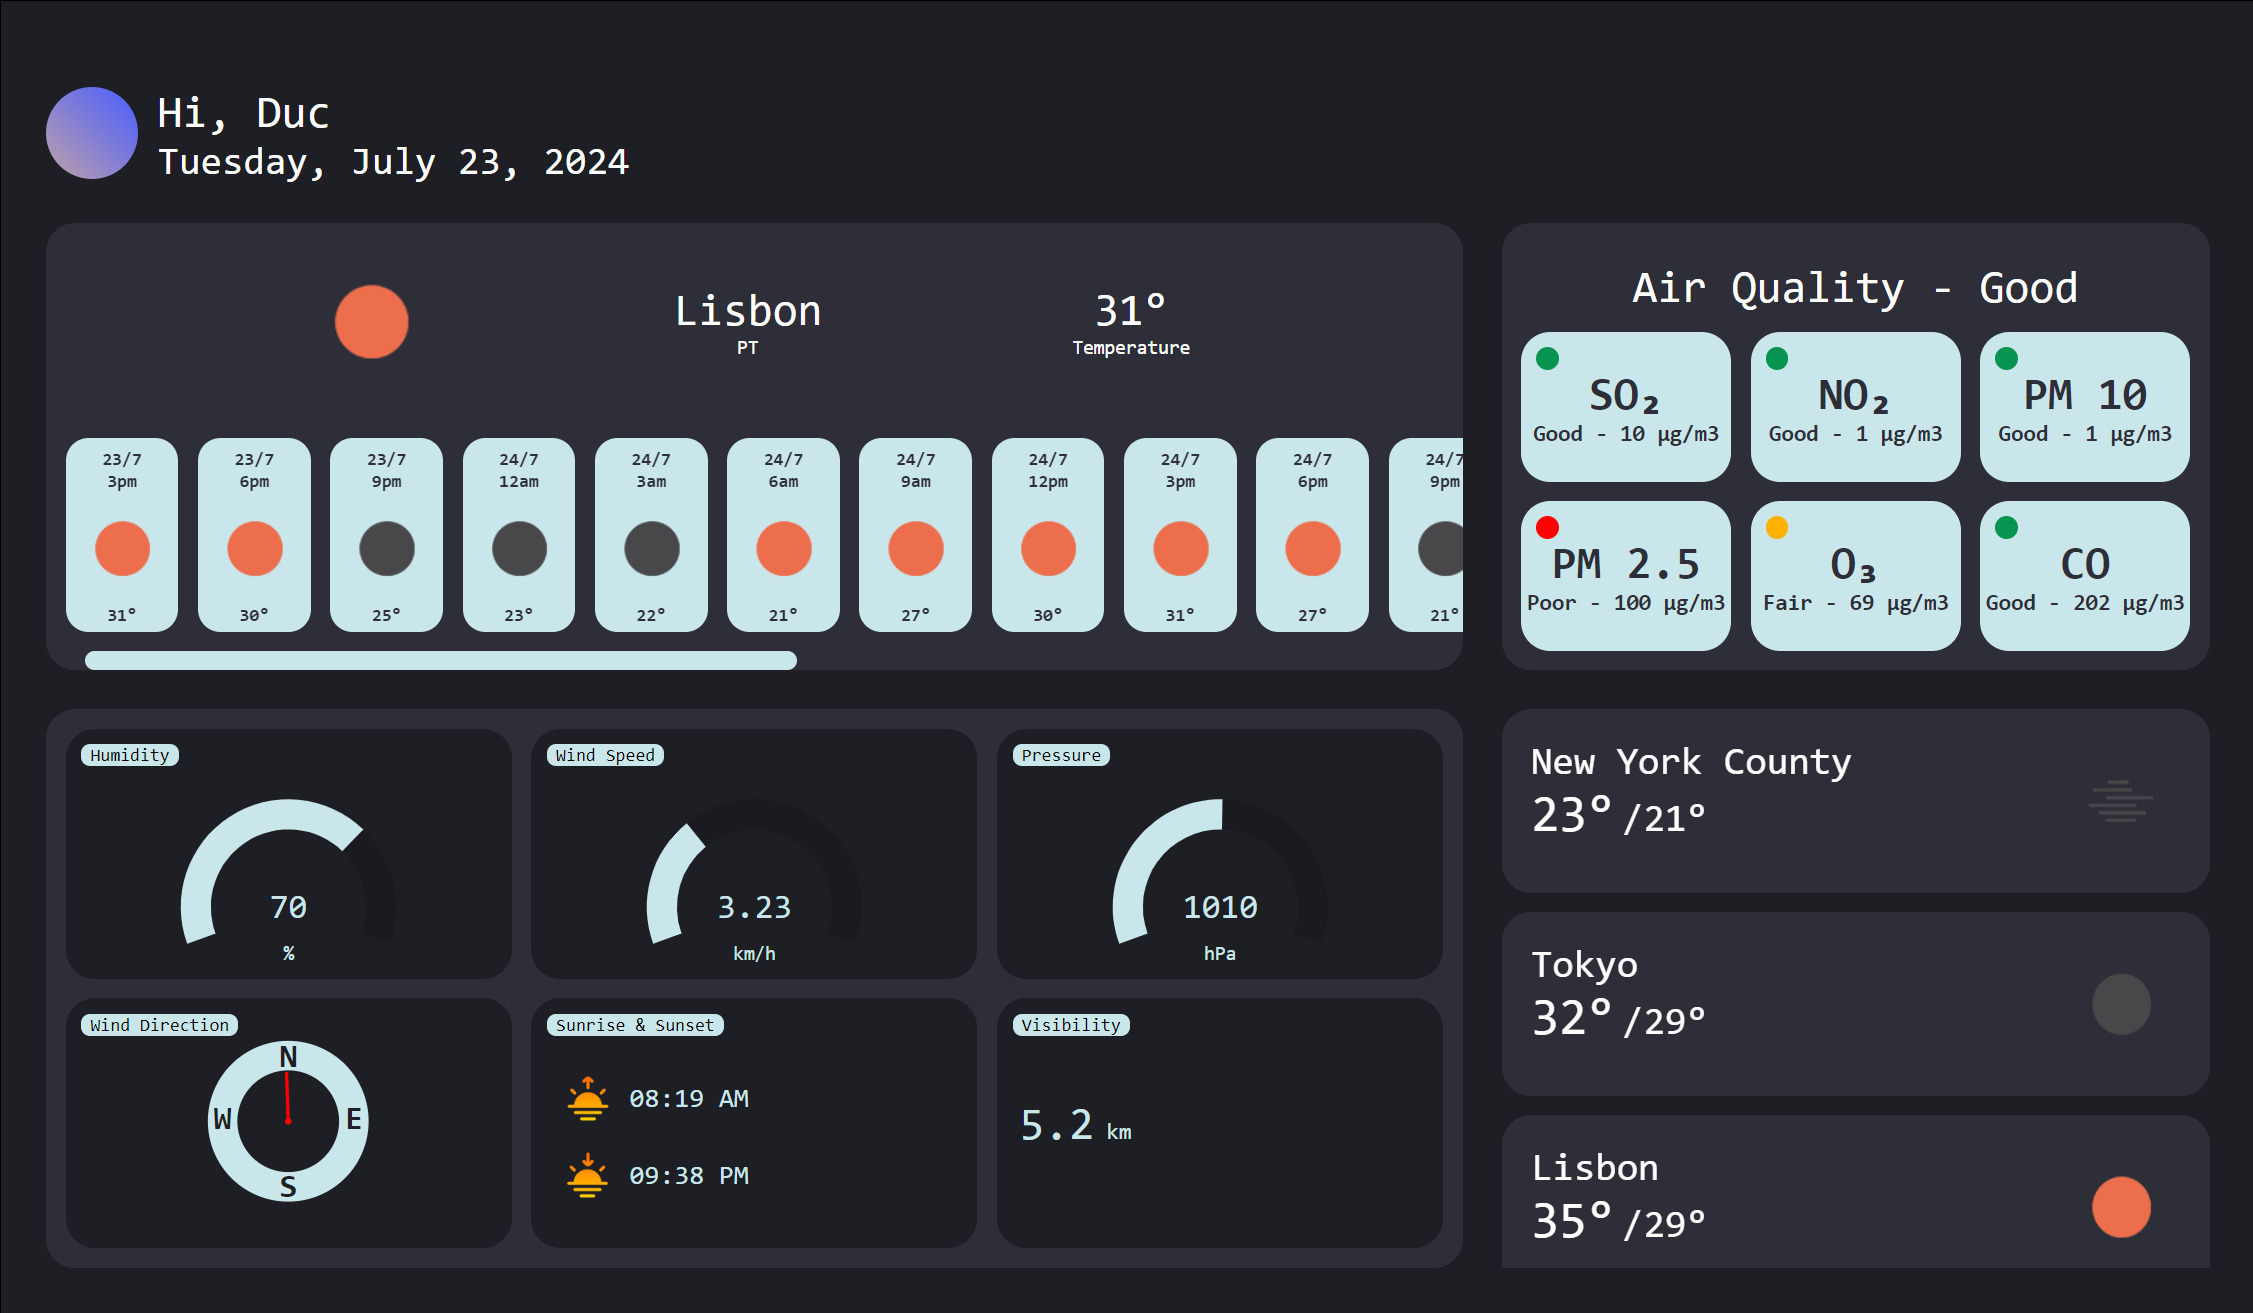 Hi, Duc
Tuesday, July 23, 2024
Lisbon
PT
31°
Temperature
23/7
3pm
31°
23/7
6pm
30°
23/7
9pm
25°
24/7
12am
23°
24/7
3am
22°
24/7
6am
21°
24/7
9am
27°
24/7
12pm
30°
24/7
3pm
31°
24/7
6pm
27°
24/7
9pm
21°
Air Quality - Good
SO₂
Good - 10 µg/m3
NO₂
Good - 1 µg/m3
PM 10
Good - 1 µg/m3
PM 2.5
Poor - 100 µg/m3
O₃
Fair - 69 µg/m3
CO
Good - 202 µg/m3
Humidity
70
%
Wind Speed
3.23
km/h
Pressure
1010
hPa
Wind Direction
N
W E
S
Sunrise & Sunset
08:19 AM
09:38 PM
Visibility
5.2 km
New York County
23° /21°
Tokyo
32° /29°
Lisbon
35° /29°